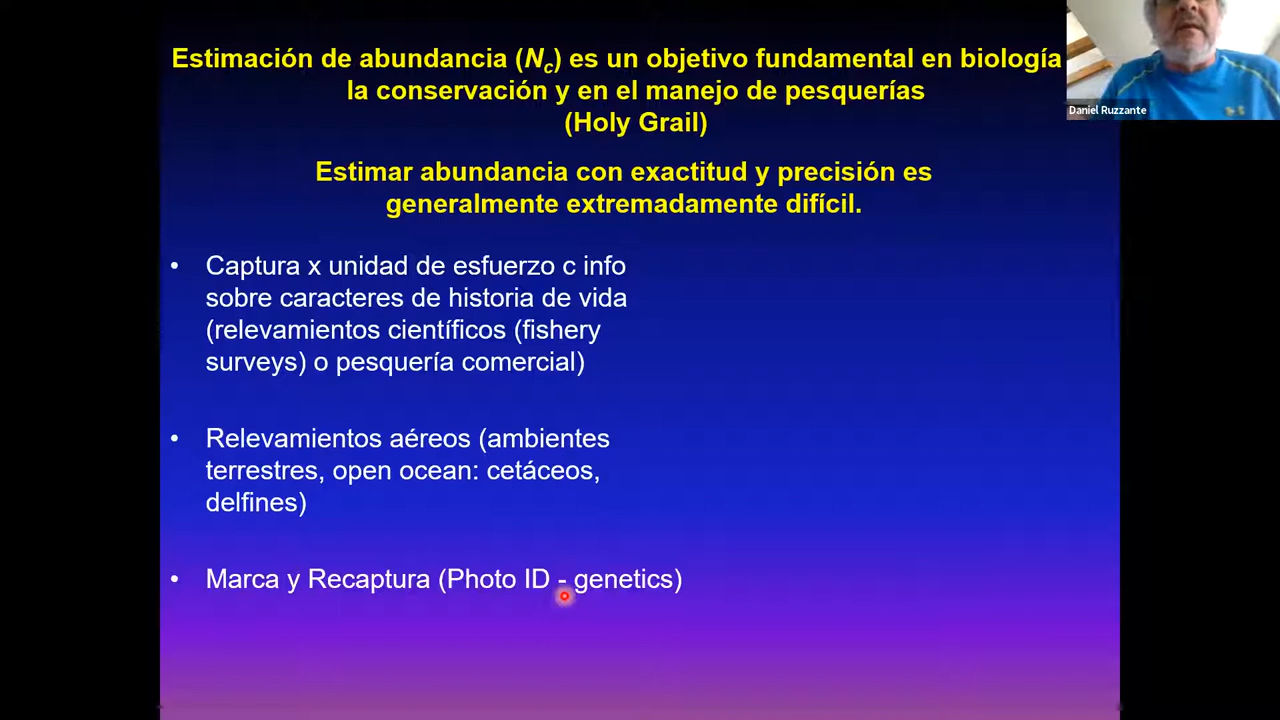 Estimación de abundancia (Nc) es un objetivo fundamental en biología
la conservación y en el manejo de pesquerías
(Holy Grail)
Estimar abundancia con exactitud y precisión es
generalmente extremadamente difícil.
• Captura x unidad de esfuerzo c info
sobre caracteres de historia de vida
(relevamientos científicos (fishery
surveys) o pesquería comercial)
• Relevamientos aéreos (ambientes
terrestres, open ocean: cetáceos,
delfines)
• Marca y Recaptura (Photo ID - genetics)
Daniel Ruzzante